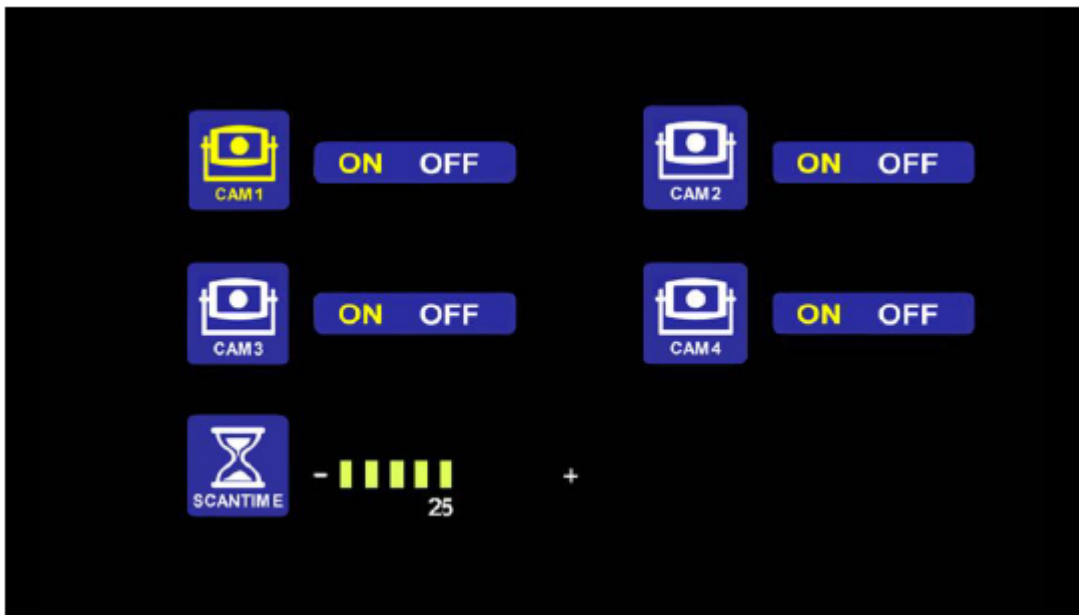 CAM1 ON OFF
CAM2 ON OFF
CAM3 ON OFF
CAM4 ON OFF
SCANTIME - +
25